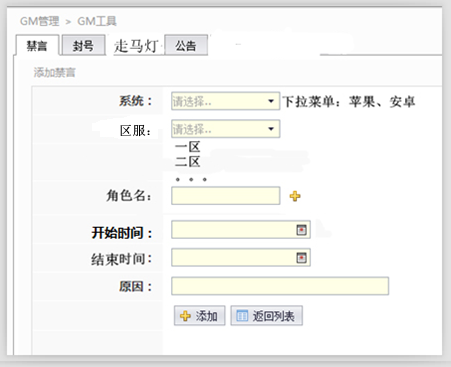 GM管理 > GM工具
禁言 封号 走马灯 公告
添加禁言
系统： 请选择.. 下拉菜单：苹果、安卓
区服： 请选择..
一区
二区
。。。
角色名：
开始时间：
结束时间：
原因：
添加 返回列表